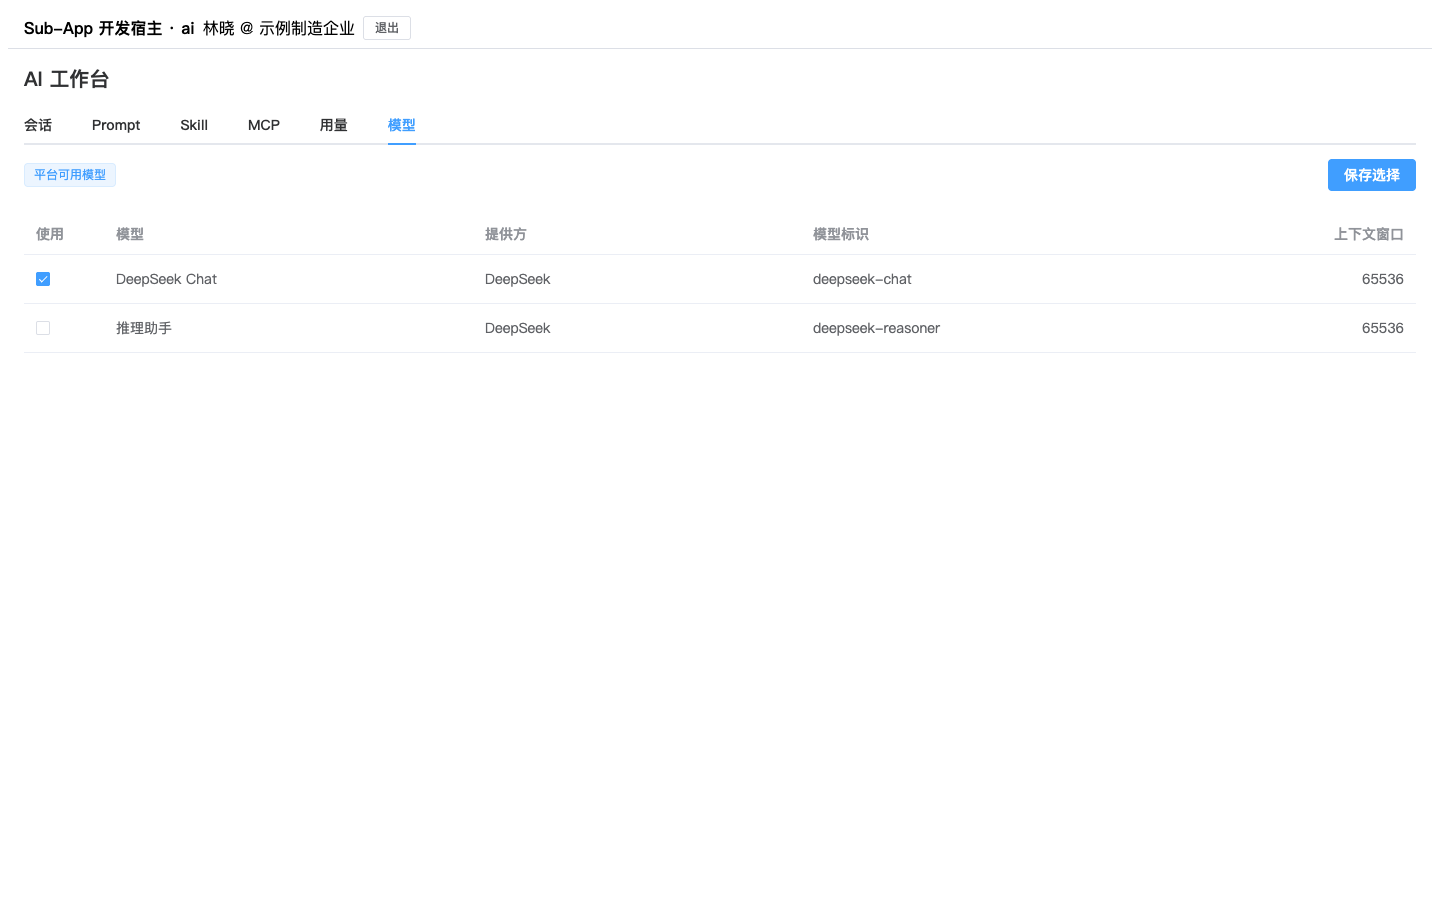 Sub-App 开发宿主 · ai 林晓 @ 示例制造企业 退出
AI 工作台
会话 Prompt Skill MCP 用量 模型
平台可用模型 保存选择
使用 模型 提供方 模型标识 上下文窗口
DeepSeek Chat DeepSeek deepseek-chat 65536
推理助手 DeepSeek deepseek-reasoner 65536